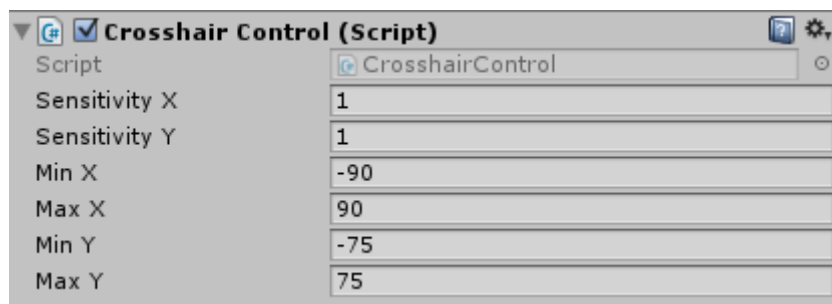 Crosshair Control (Script)
Script CrosshairControl
Sensitivity X 1
Sensitivity Y 1
Min X -90
Max X 90
Min Y -75
Max Y 75